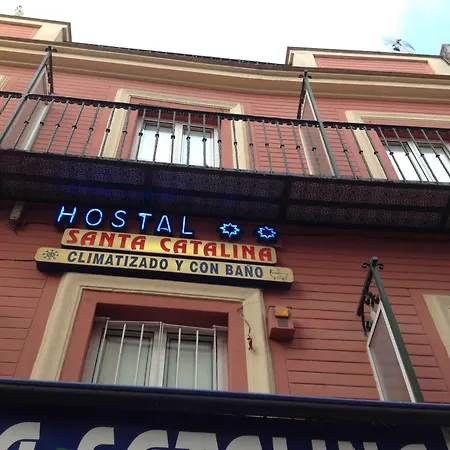 HOSTAL
SANTA CATALINA
CLIMATIZADO Y CON BAÑO